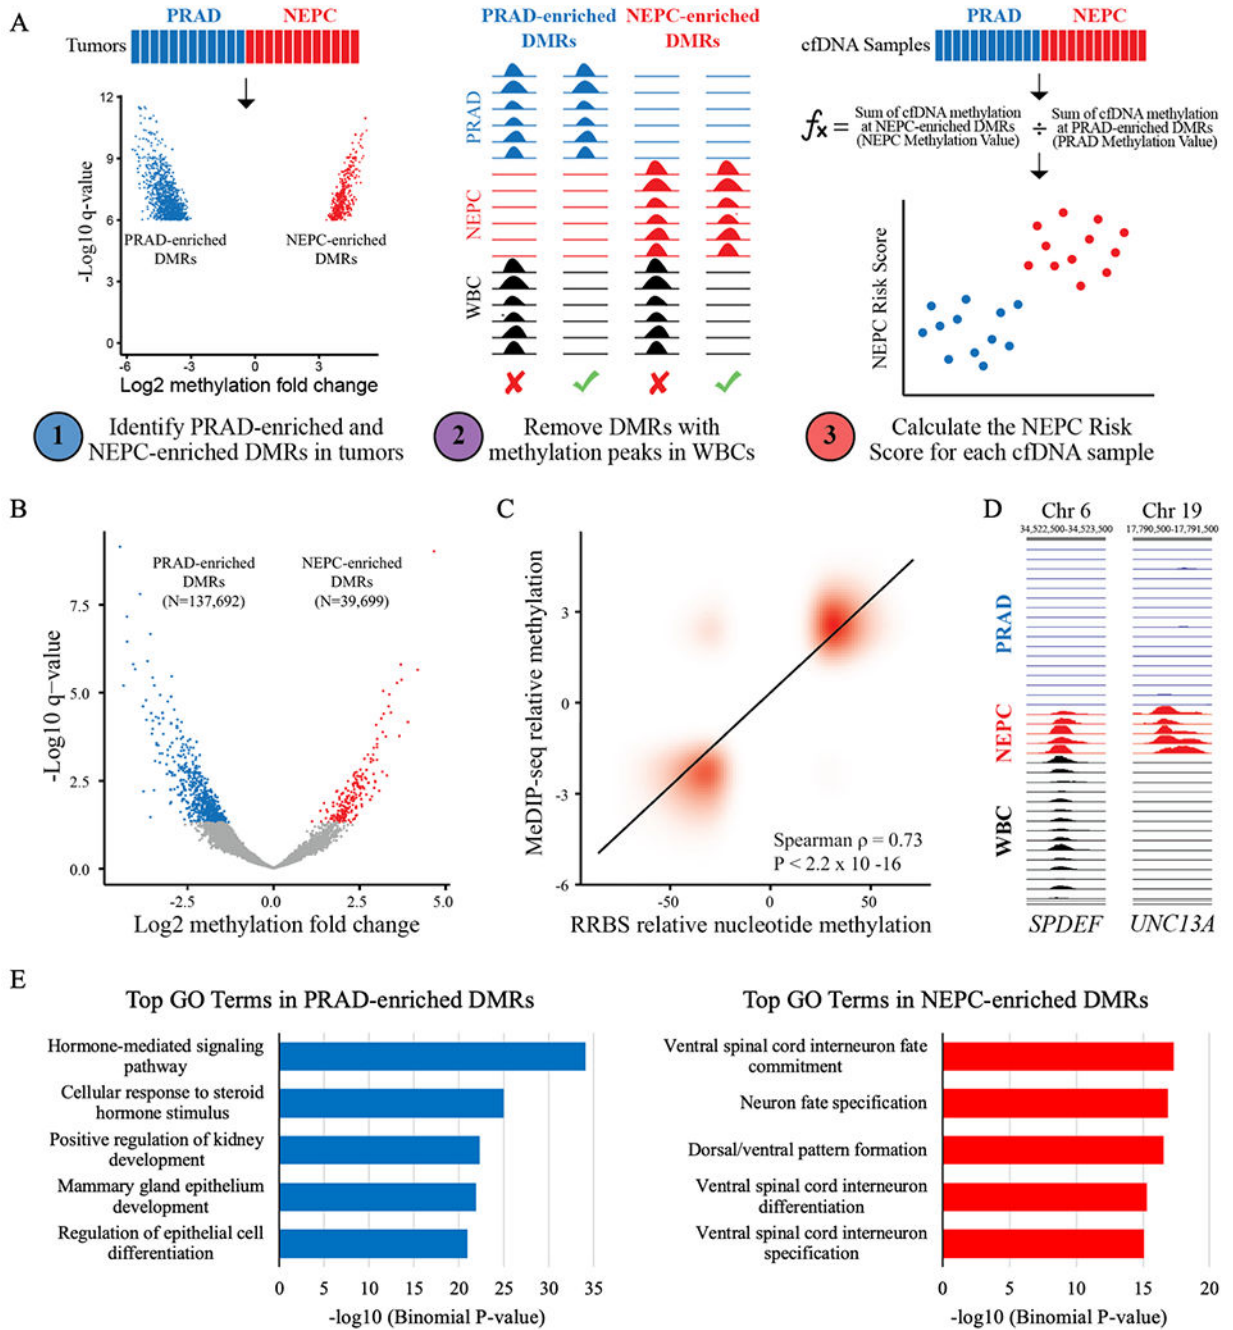 A
PRAD NEPC
Tumors
12
9
6
3
0
-Log10 q-value
PRAD-enriched
DMRs
NEPC-enriched
DMRs
-6 -3 0 3
Log2 methylation fold change
1
Identify PRAD-enriched and
NEPC-enriched DMRs in tumors
PRAD-enriched
DMRs
NEPC-enriched
DMRs
PRAD
NEPC
WBC
2
Remove DMRs with
methylation peaks in WBCs
PRAD NEPC
cfDNA Samples
fx =
Sum of cfDNA methylation
at NEPC-enriched DMRs
(NEPC Methylation Value)
÷
Sum of cfDNA methylation
at PRAD-enriched DMRs
(PRAD Methylation Value)
NEPC Risk Score
3
Calculate the NEPC Risk
Score for each cfDNA sample
B
PRAD-enriched
DMRs
(N=137,692)
NEPC-enriched
DMRs
(N=39,699)
7.5
5.0
2.5
0.0
-Log10 q−value
-2.5 0.0 -2.5 5.0
Log2 methylation fold change
C
MeDIP-seq relative methylation
3
0
-3
-6
Spearman ρ = 0.73
P < 2.2 x 10 -16
-50 -0 50
RRBS relative nucleotide methylation
D
Chr 6 Chr 19
34,522,500-34,523,500 17,790,500-17,791,500
PRAD
NEPC
WBC
SPDEF UNC13A
E
Top GO Terms in PRAD-enriched DMRs
Hormone-mediated signaling
pathway
Cellular response to steroid
hormone stimulus
Positive regulation of kidney
development
Mammary gland epithelium
development
Regulation of epithelial cell
differentiation
0 5 10 15 20 25 30 35
-log10 (Binomial P-value)
Top GO Terms in NEPC-enriched DMRs
Ventral spinal cord interneuron fate
commitment
Neuron fate specification
Dorsal/ventral pattern formation
Ventral spinal cord interneuron
differentiation
Ventral spinal cord interneuron
specification
0 5 10 15 20
-log10 (Binomial P-value)